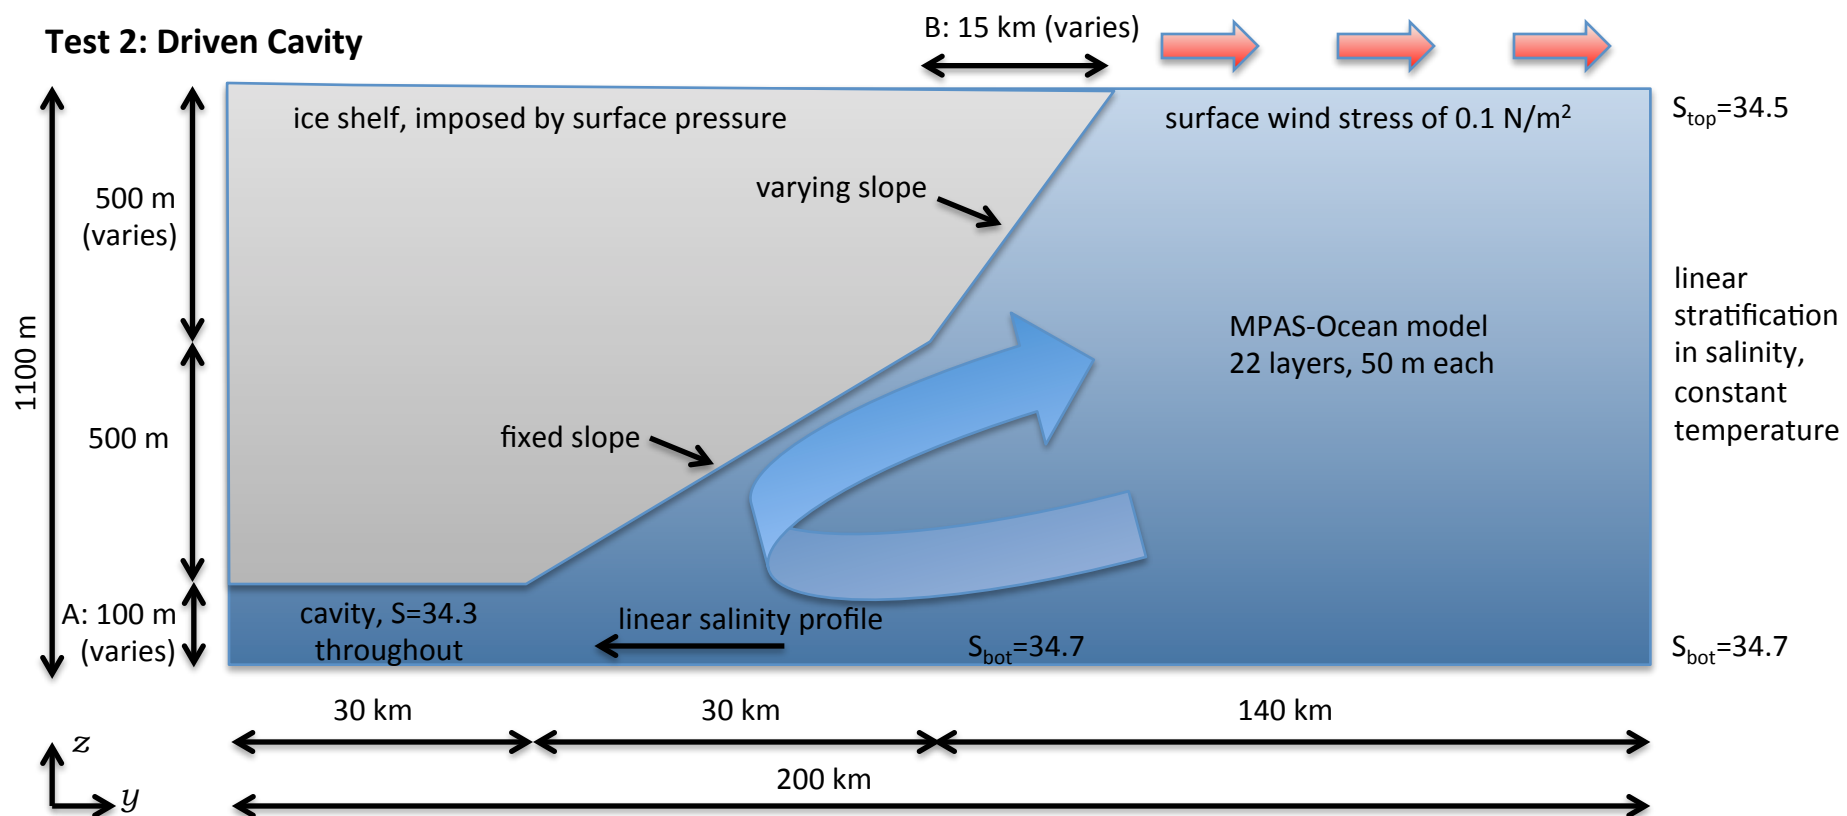 Test 2: Driven Cavity
B: 15 km (varies)
ice shelf, imposed by surface pressure
surface wind stress of 0.1 N/m²
S_top=34.5
500 m
(varies)
varying slope
1100 m
linear
stratification
in salinity,
constant
temperature
MPAS-Ocean model
22 layers, 50 m each
500 m
fixed slope
A: 100 m
(varies)
cavity, S=34.3
throughout
linear salinity profile
S_bot=34.7
S_bot=34.7
30 km
30 km
140 km
200 km
z
y